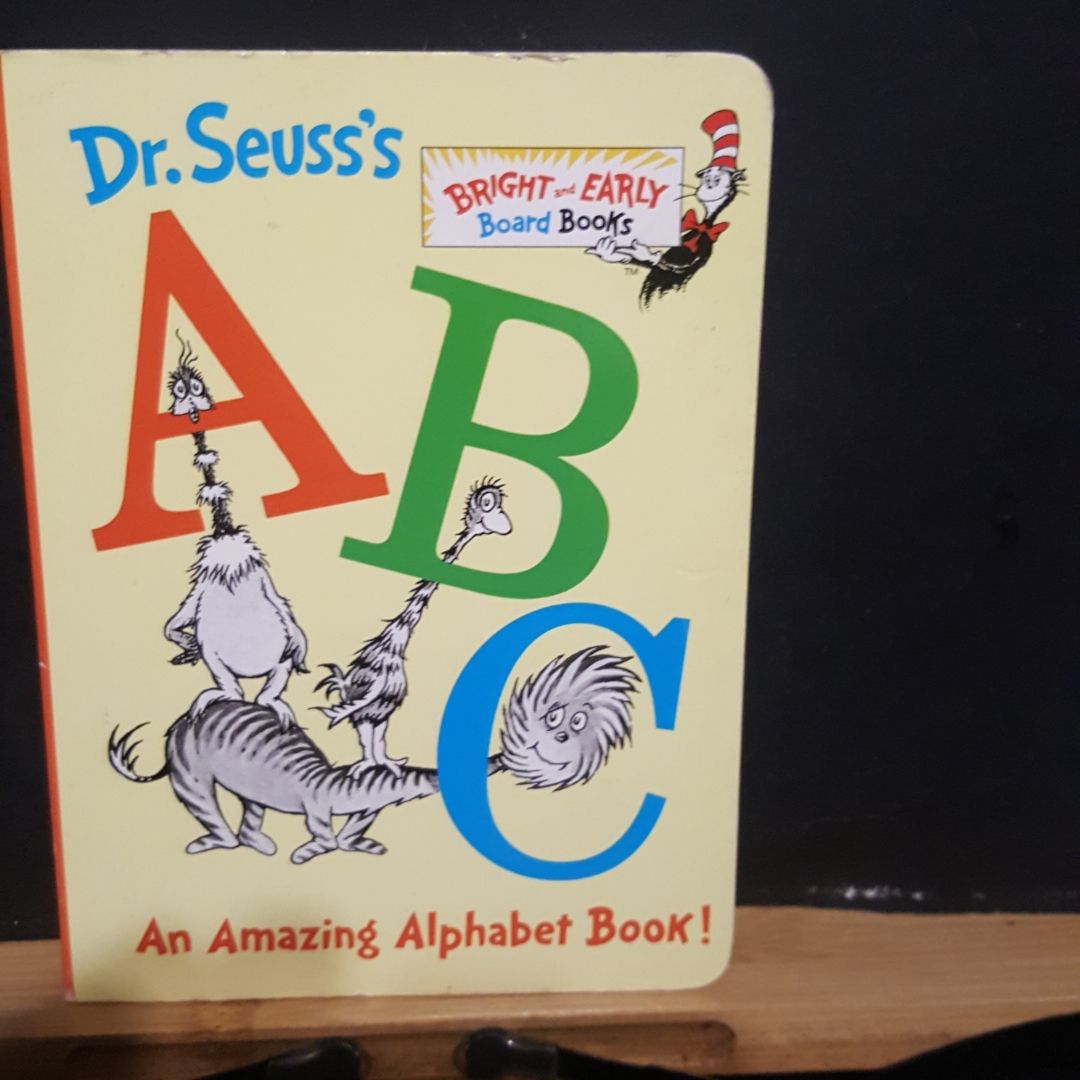 Dr. Seuss's
BRIGHT and EARLY
Board Books
TM
A
B
C
An Amazing Alphabet Book!